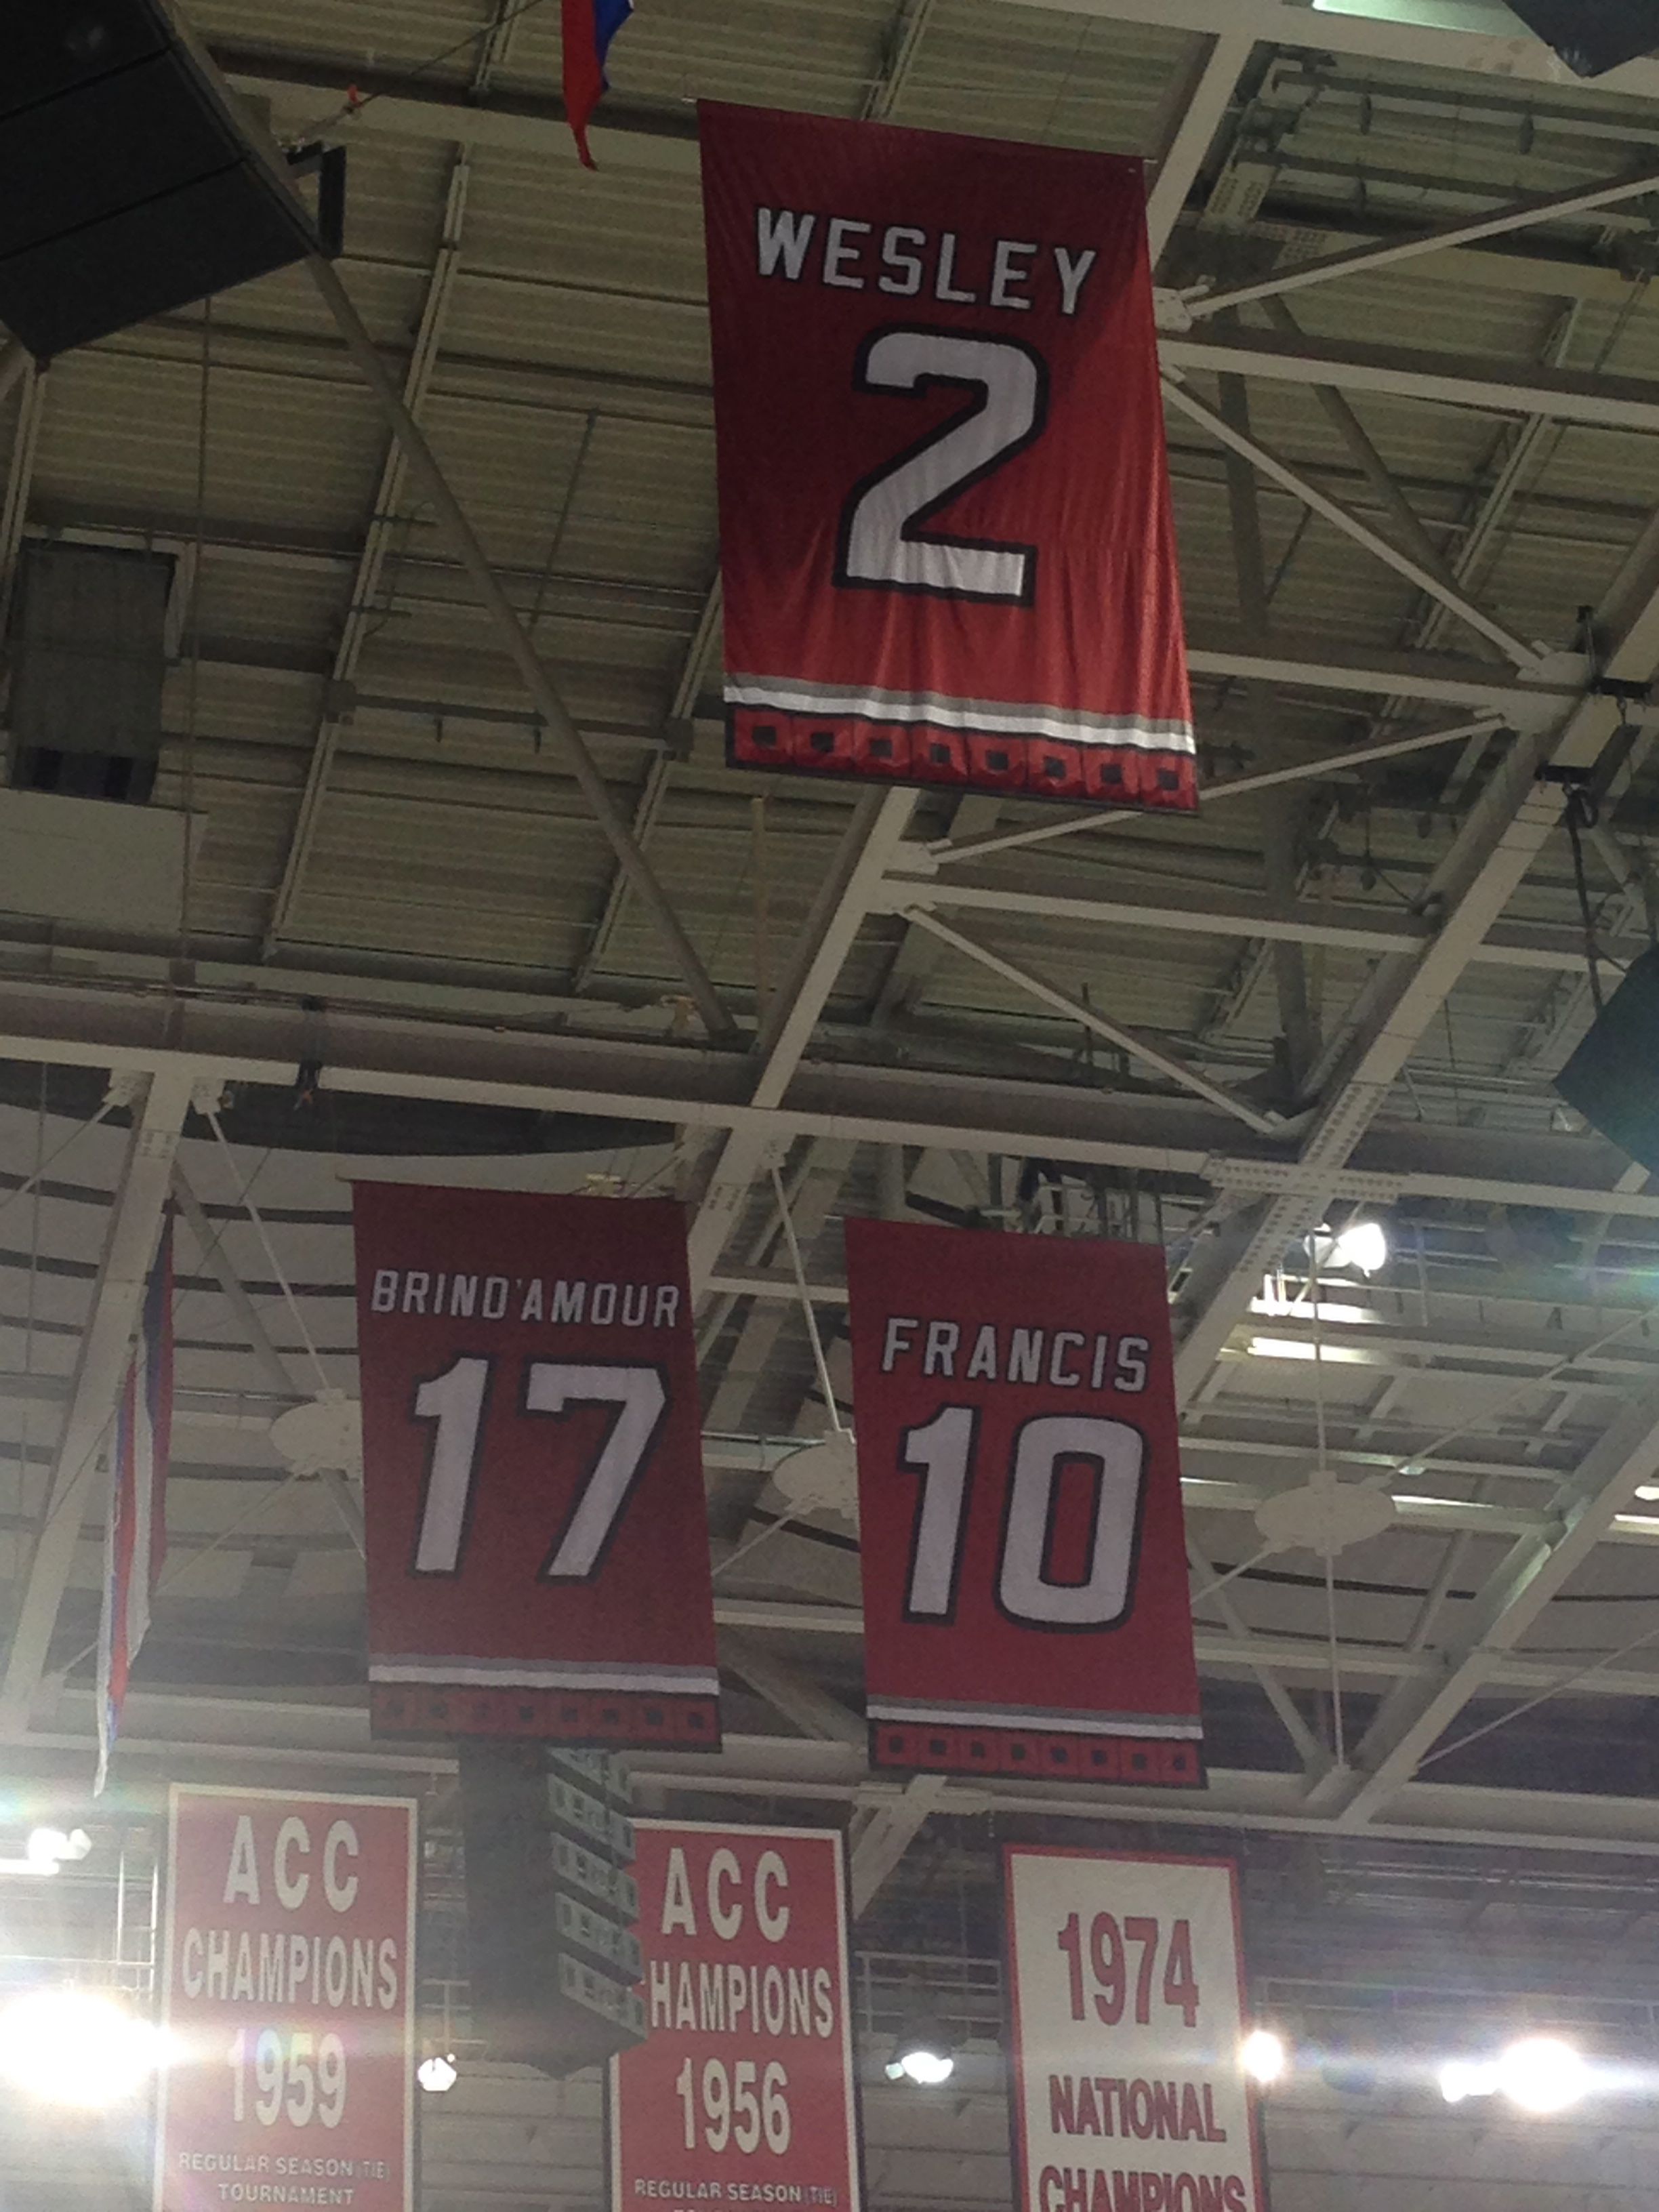 WESLEY
2
BRIND'AMOUR
17
FRANCIS
10
ACC
CHAMPIONS
1959
REGULAR SEASON (TIE)
TOURNAMENT
ACC
HAMPIONS
1956
REGULAR SEASON (TIE)
1974
NATIONAL
CHAMPIONS